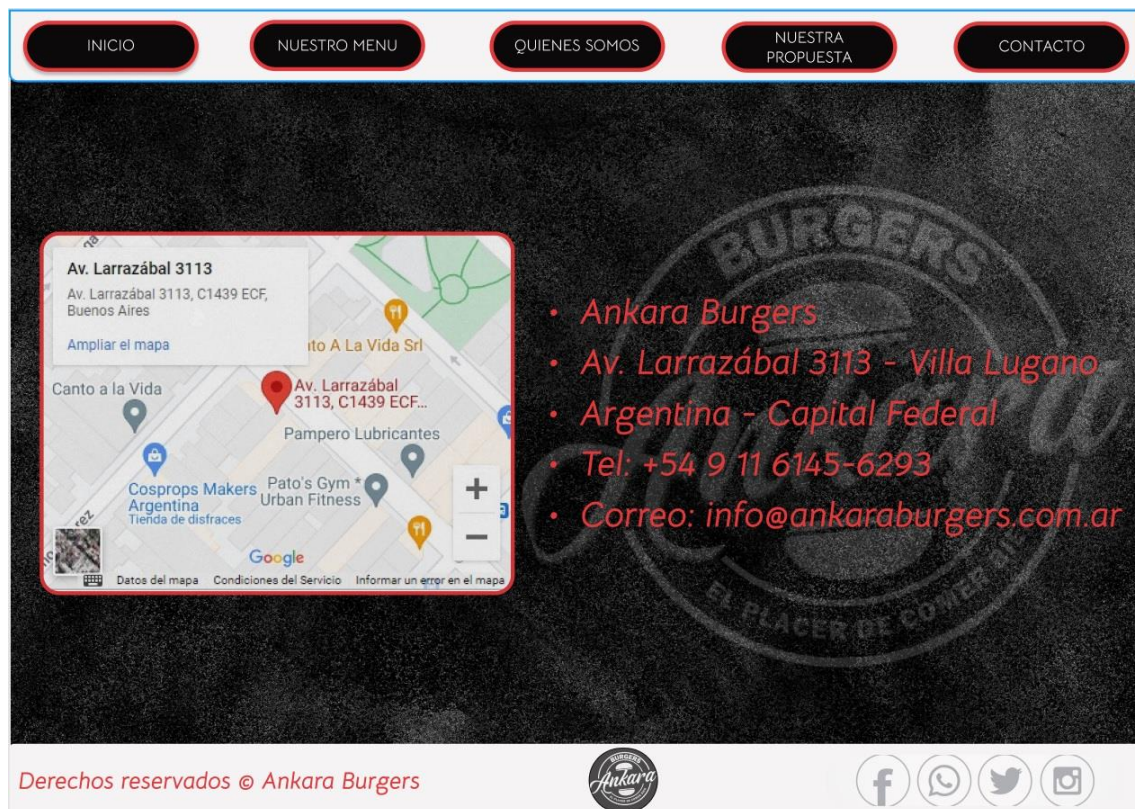 INICIO
NUESTRO MENU
QUIENES SOMOS
NUESTRA
PROPUESTA
CONTACTO
Av. Larrazábal 3113
Av. Larrazábal 3113, C1439 ECF,
Buenos Aires
Ampliar el mapa
nto A La Vida Srl
Canto a la Vida
Av. Larrazábal
3113, C1439 ECF...
Pampero Lubricantes
Cosprops Makers
Argentina
Tienda de disfraces
Pato's Gym *
Urban Fitness
Google
Datos del mapa Condiciones del Servicio Informar un error en el mapa
BURGERS
Ankara
EL PLACER DE COMER BIEN
• Ankara Burgers
• Av. Larrazábal 3113 - Villa Lugano
• Argentina - Capital Federal
• Tel: +54 9 11 6145-6293
• Correo: info@ankaraburgers.com.ar
Derechos reservados © Ankara Burgers
BURGERS
Ankara